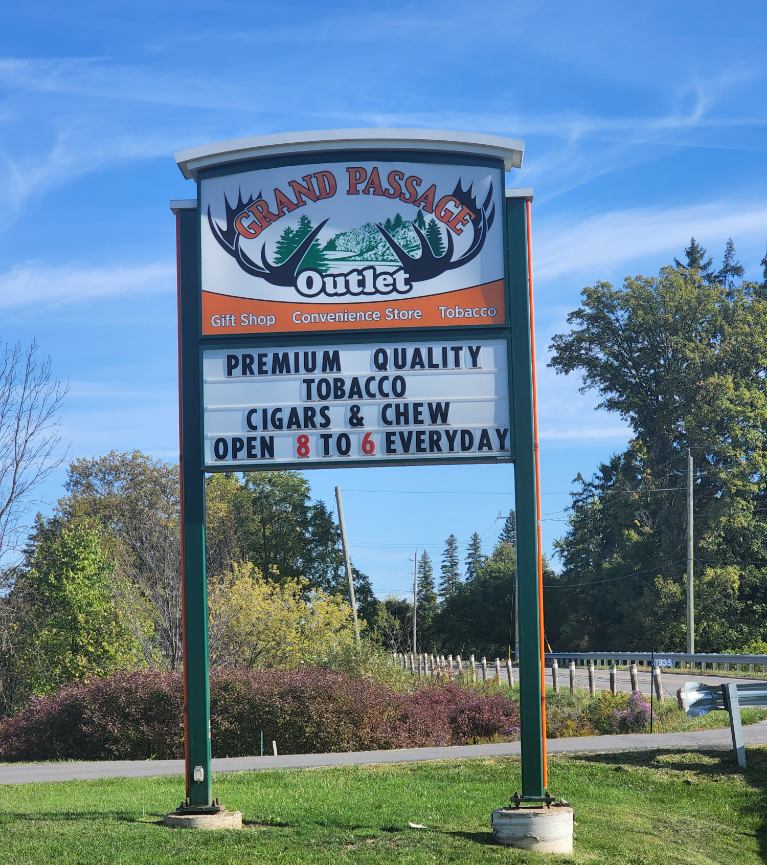 GRAND PASSAGE
Outlet
Gift Shop Convenience Store Tobacco
PREMIUM QUALITY
TOBACCO
CIGARS & CHEW
OPEN 8 TO 6 EVERYDAY